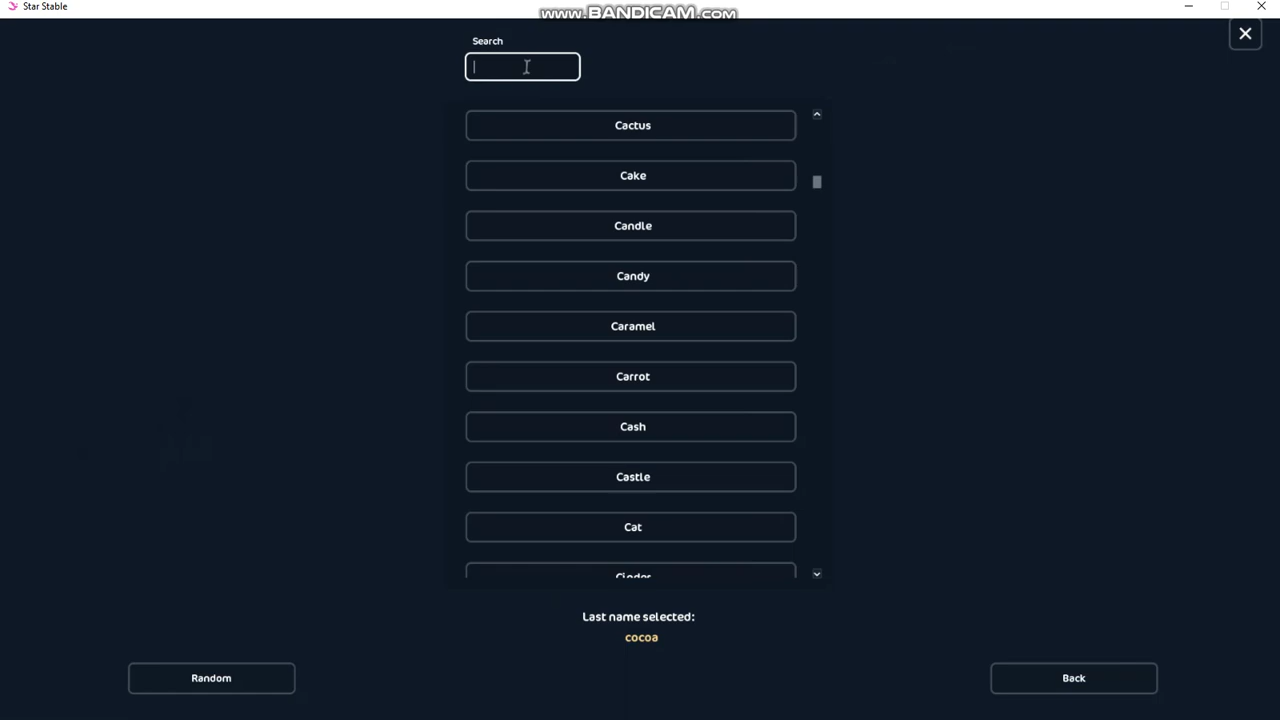 Star Stable
www.BANDICAM.com
Search
Cactus
Cake
Candle
Candy
Caramel
Carrot
Cash
Castle
Cat
Cinder
Last name selected:
cocoa
Random
Back